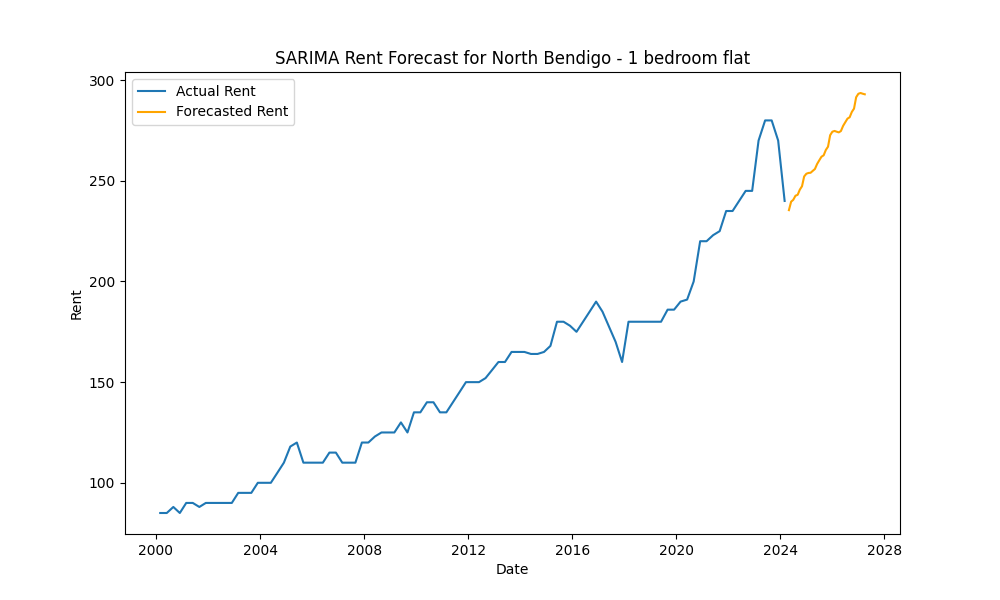 SARIMA Rent Forecast for North Bendigo - 1 bedroom flat
Actual Rent
Forecasted Rent
300
250
200
150
100
Rent
2000 2004 2008 2012 2016 2020 2024 2028
Date